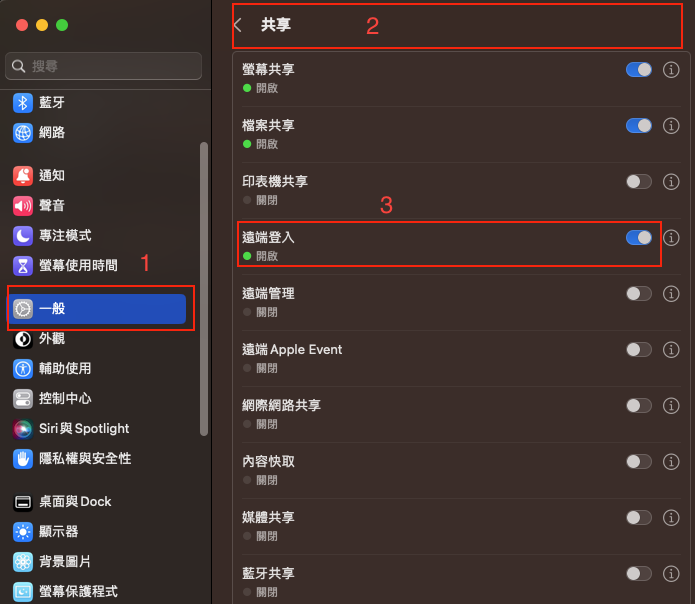 搜尋
藍牙
網路
通知
聲音
專注模式
螢幕使用時間
1
一般
外觀
輔助使用
控制中心
Siri與Spotlight
隱私權與安全性
桌面與Dock
顯示器
背景圖片
螢幕保護程式
共享
2
螢幕共享
開啟
檔案共享
開啟
印表機共享
關閉
3
遠端登入
開啟
遠端管理
關閉
遠端Apple Event
關閉
網際網路共享
關閉
內容快取
關閉
媒體共享
關閉
藍牙共享
關閉